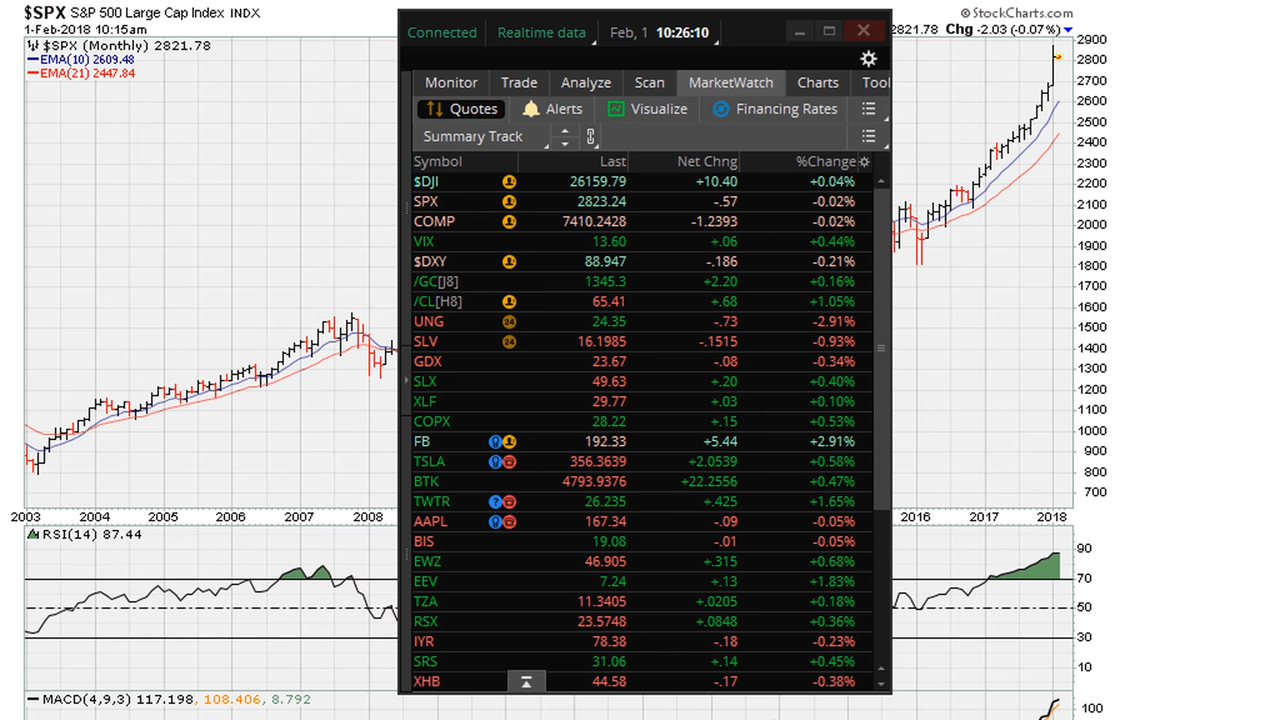 $SPX S&P 500 Large Cap Index INDX
© StockCharts.com
1-Feb-2018 10:15am
2821.78 Chg -2.03 (-0.07%)
$SPX (Monthly) 2821.78
EMA(10) 2609.48
EMA(21) 2447.84
Connected Realtime data Feb, 1 10:26:10
Monitor Trade Analyze Scan MarketWatch Charts Tool
Quotes Alerts Visualize Financing Rates
Summary Track
Symbol Last Net Chng %Change
$DJI 26159.79 +10.40 +0.04%
SPX 2823.24 -.57 -0.02%
COMP 7410.2428 -1.2393 -0.02%
VIX 13.60 +.06 +0.44%
$DXY 88.947 -.186 -0.21%
/GC[J8] 1345.3 +2.20 +0.16%
/CL[H8] 65.41 +.68 +1.05%
UNG 24 24.35 -.73 -2.91%
SLV 24 16.1985 -.1515 -0.93%
GDX 23.67 -.08 -0.34%
SLX 49.63 +.20 +0.40%
XLF 29.77 +.03 +0.10%
COPX 28.22 +.15 +0.53%
FB 192.33 +5.44 +2.91%
TSLA 356.3639 +2.0539 +0.58%
BTK 4793.9376 +22.2556 +0.47%
TWTR ? 26.235 +.425 +1.65%
AAPL 167.34 -.09 -0.05%
BIS 19.08 -.01 -0.05%
EWZ 46.905 +.315 +0.68%
EEV 7.24 +.13 +1.83%
TZA 11.3405 +.0205 +0.18%
RSX 23.5748 +.0848 +0.36%
IYR 78.38 -.18 -0.23%
SRS 31.06 +.14 +0.45%
XHB 44.58 -.17 -0.38%
2900
2800
2700
2600
2500
2400
2300
2200
2100
2000
1900
1800
1700
1600
1500
1400
1300
1200
1100
1000
900
800
700
2003 2004 2005 2006 2007 2008 2016 2017 2018
RSI(14) 87.44
90
70
50
30
10
MACD(4,9,3) 117.198, 108.406, 8.792
100